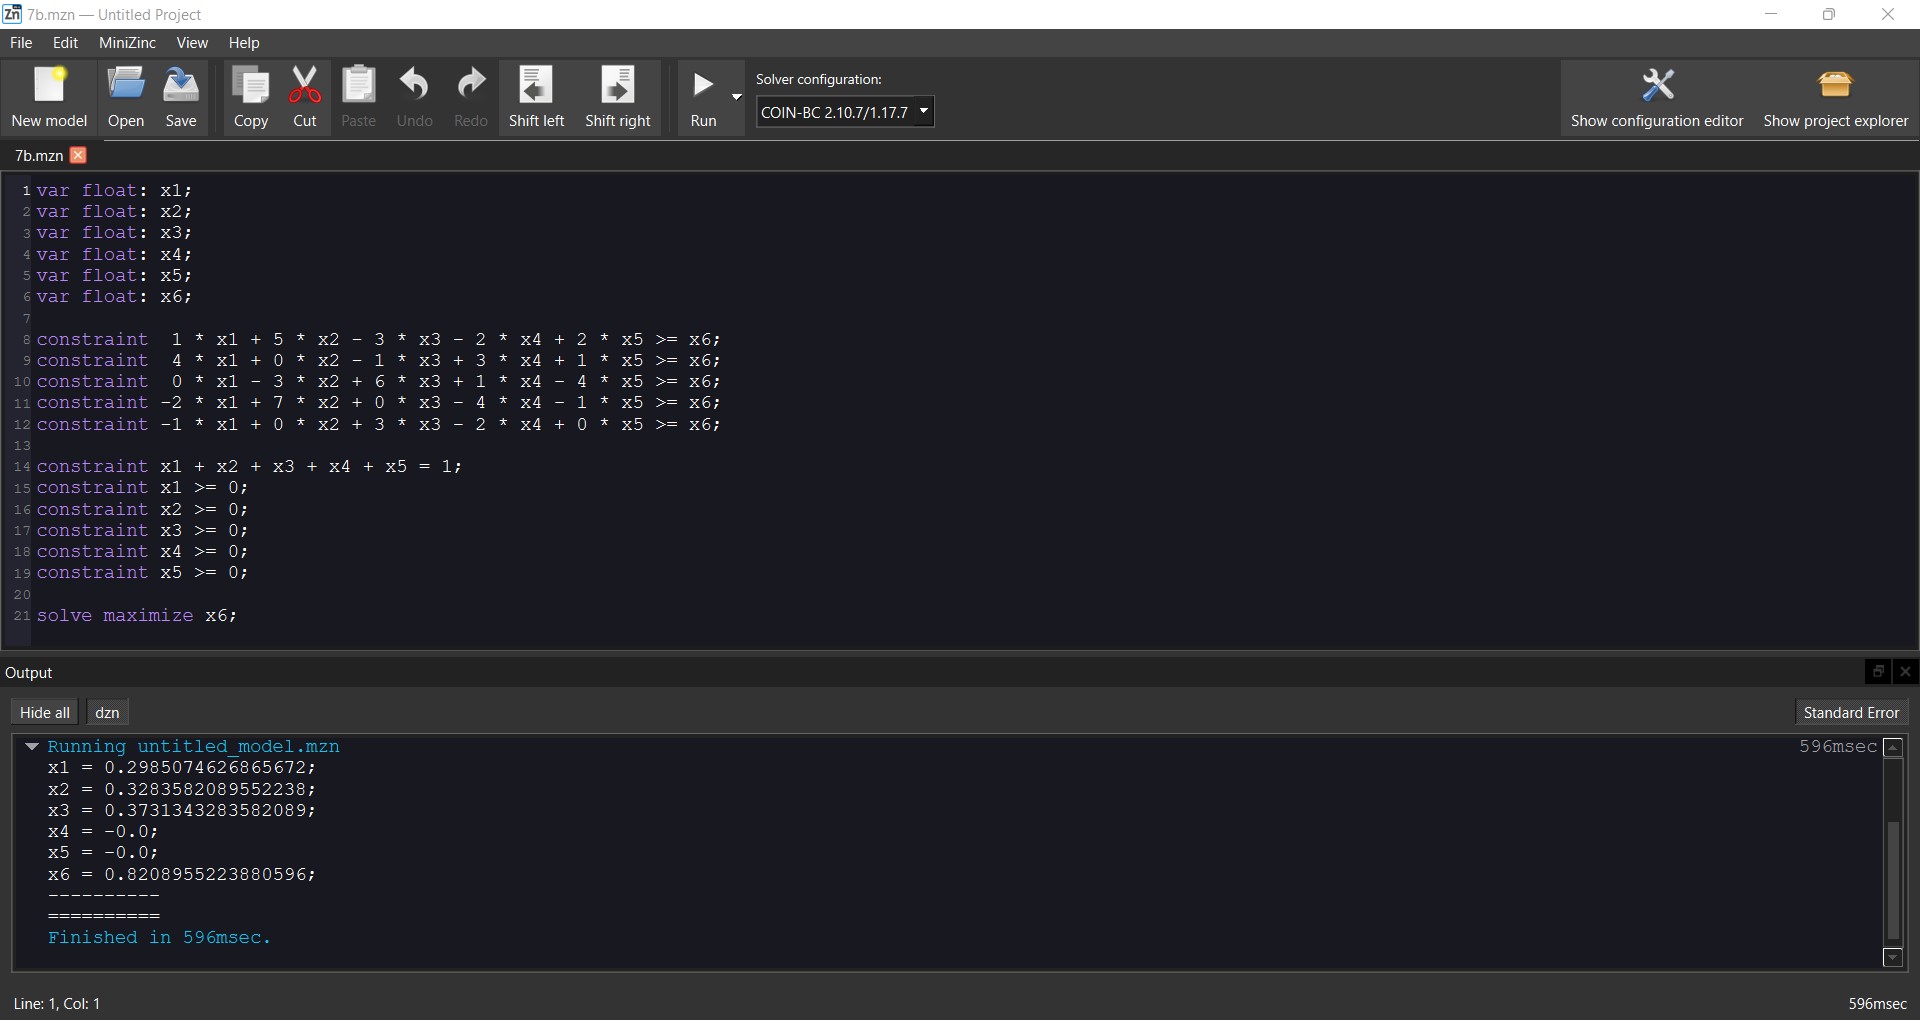 7b.mzn — Untitled Project
File Edit MiniZinc View Help
New model Open Save Copy Cut Paste Undo Redo Shift left Shift right Run
Solver configuration:
COIN-BC 2.10.7/1.17.7
Show configuration editor Show project explorer
7b.mzn
1 var float: x1;
2 var float: x2;
3 var float: x3;
4 var float: x4;
5 var float: x5;
6 var float: x6;
7
8 constraint  1 * x1 + 5 * x2 - 3 * x3 - 2 * x4 + 2 * x5 >= x6;
9 constraint  4 * x1 + 0 * x2 - 1 * x3 + 3 * x4 + 1 * x5 >= x6;
10 constraint  0 * x1 - 3 * x2 + 6 * x3 + 1 * x4 - 4 * x5 >= x6;
11 constraint -2 * x1 + 7 * x2 + 0 * x3 - 4 * x4 - 1 * x5 >= x6;
12 constraint -1 * x1 + 0 * x2 + 3 * x3 - 2 * x4 + 0 * x5 >= x6;
13
14 constraint x1 + x2 + x3 + x4 + x5 = 1;
15 constraint x1 >= 0;
16 constraint x2 >= 0;
17 constraint x3 >= 0;
18 constraint x4 >= 0;
19 constraint x5 >= 0;
20
21 solve maximize x6;
Output
Hide all dzn Standard Error
Running untitled_model.mzn 596msec
x1 = 0.2985074626865672;
x2 = 0.3283582089552238;
x3 = 0.3731343283582089;
x4 = -0.0;
x5 = -0.0;
x6 = 0.8208955223880596;
----------
==========
Finished in 596msec.
Line: 1, Col: 1 596msec